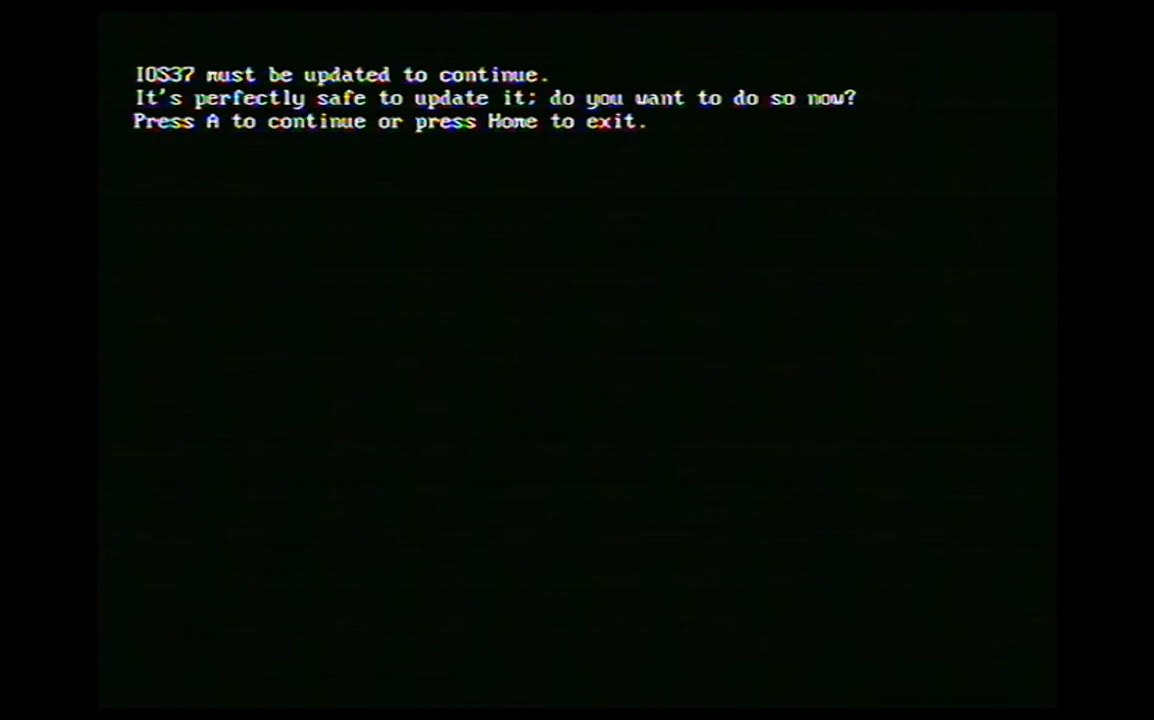 IOS37 must be updated to continue.
It's perfectly safe to update it; do you want to do so now?
Press A to continue or press Home to exit.